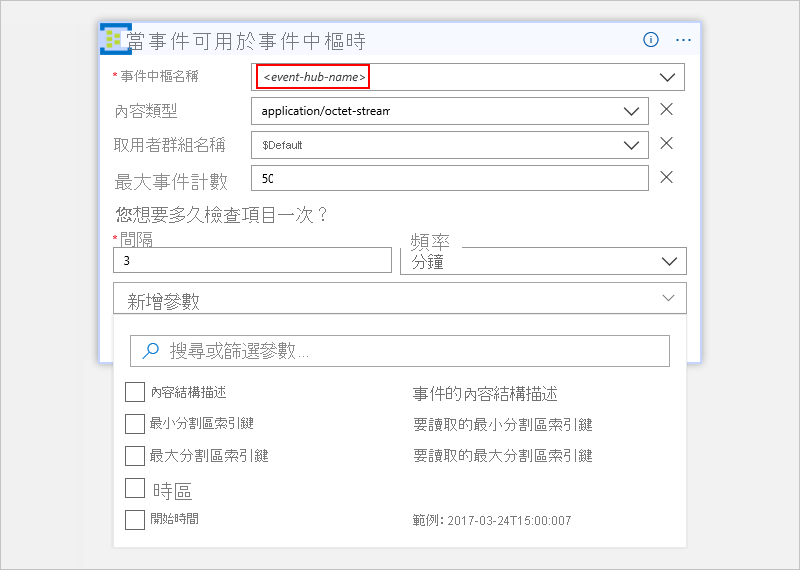 當事件可用於事件中樞時
*事件中樞名稱
<event-hub-name>
內容類型
application/octet-stream
取用者群組名稱
$Default
最大事件計數
50
您想要多久檢查項目一次？
*間隔
3
頻率
分鐘
新增參數
搜尋或篩選參數...
內容結構描述 事件的內容結構描述
最小分割區索引鍵 要讀取的最小分割區索引鍵
最大分割區索引鍵 要讀取的最大分割區索引鍵
時區
開始時間 範例: 2017-03-24T15:00:007